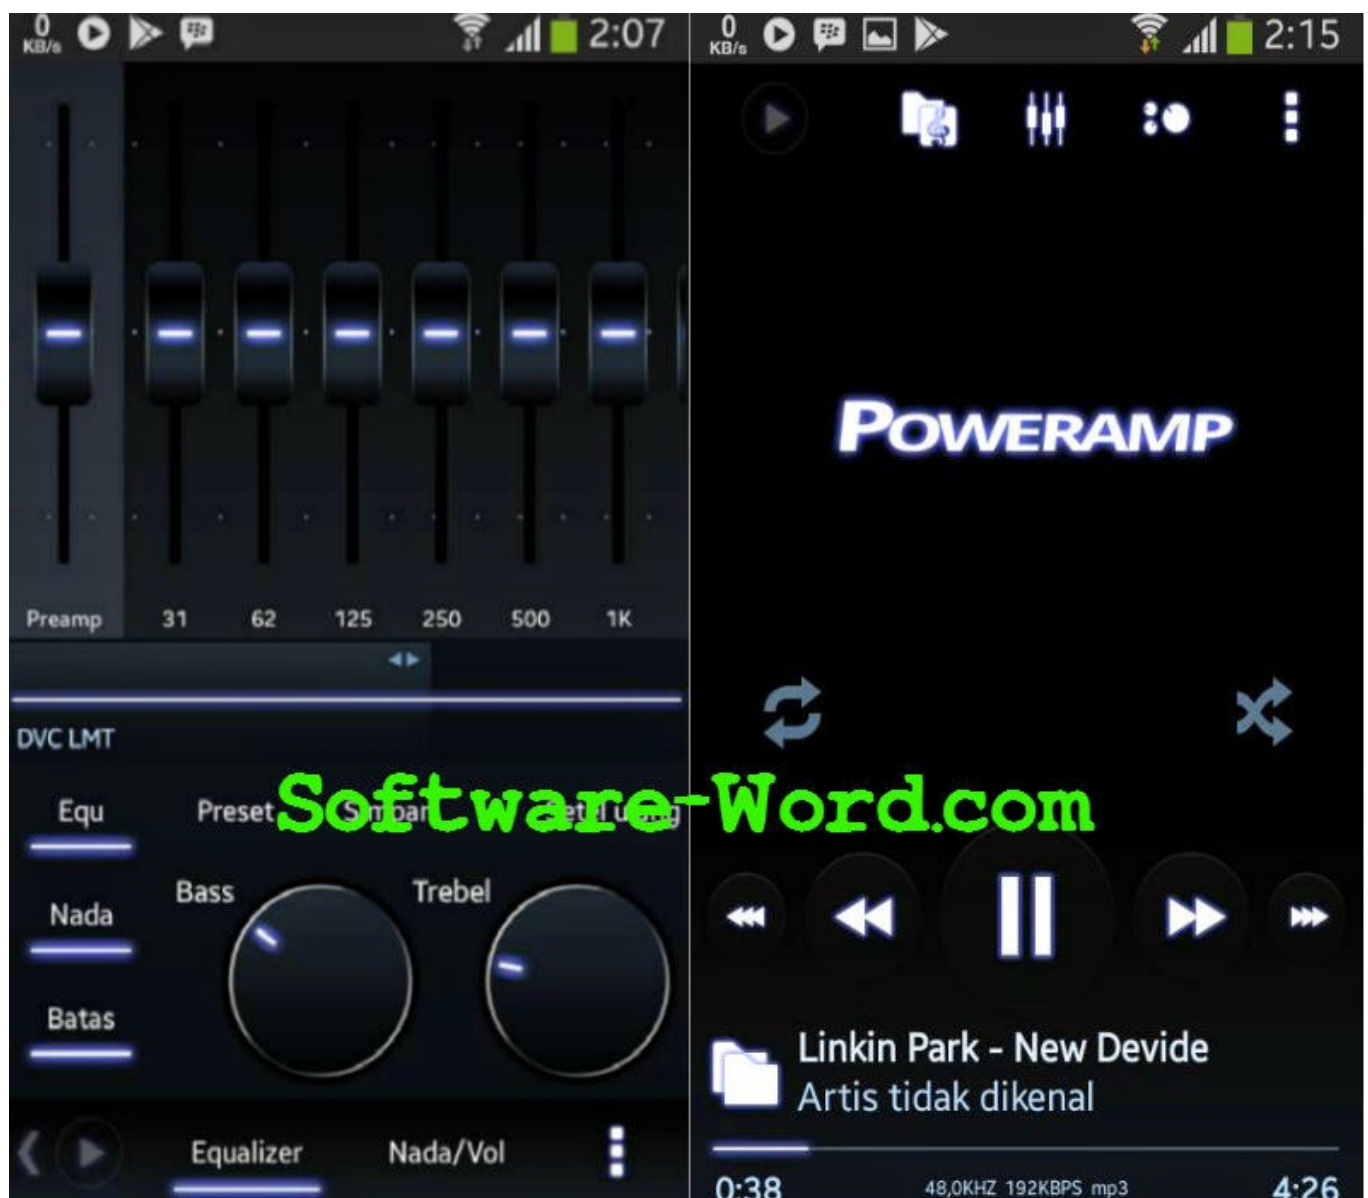 0
KB/s
2:07
Preamp 31 62 125 250 500 1K
DVC LMT
Equ Preset
Bass Trebel
Nada
Batas
Equalizer Nada/Vol
0
KB/s
2:15
POWERAMP
Software-Word.com
Linkin Park - New Devide
Artis tidak dikenal
0:38 48,0KHZ 192KBPS mp3 4:26